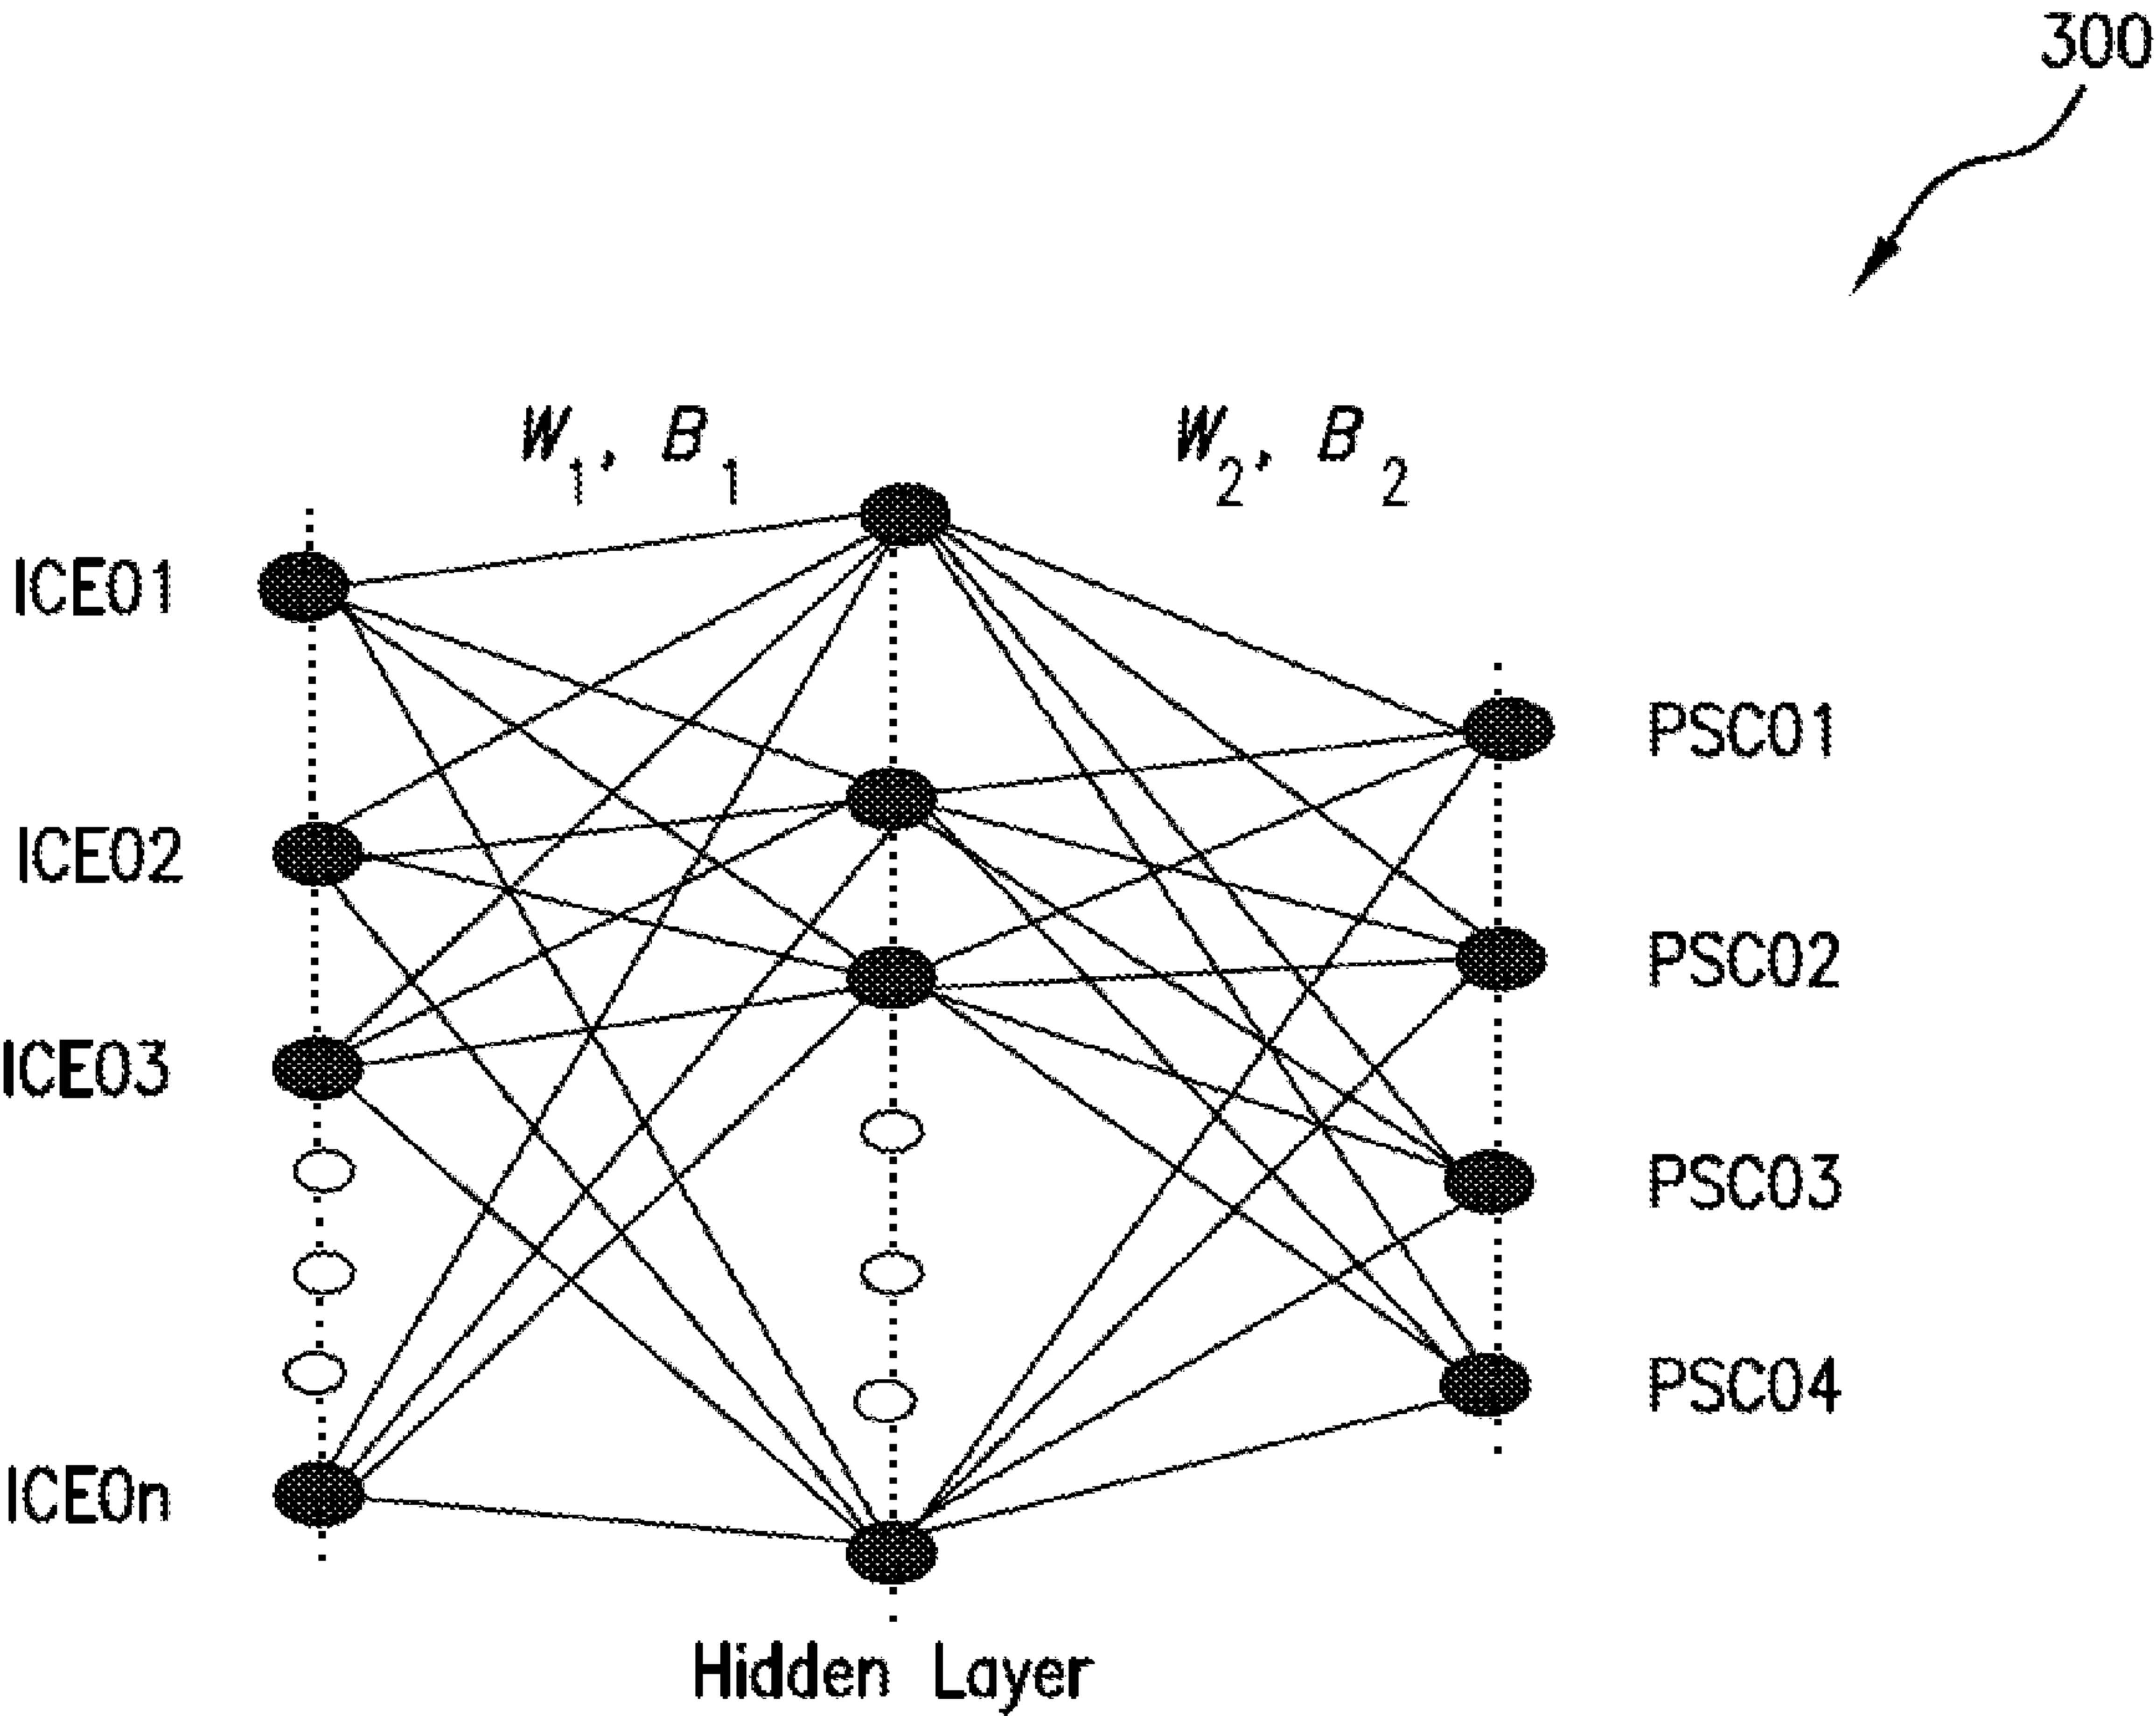 300
W1, B1
W2, B2
ICE01
ICE02
ICE03
ICE0n
PSC01
PSC02
PSC03
PSC04
Hidden Layer